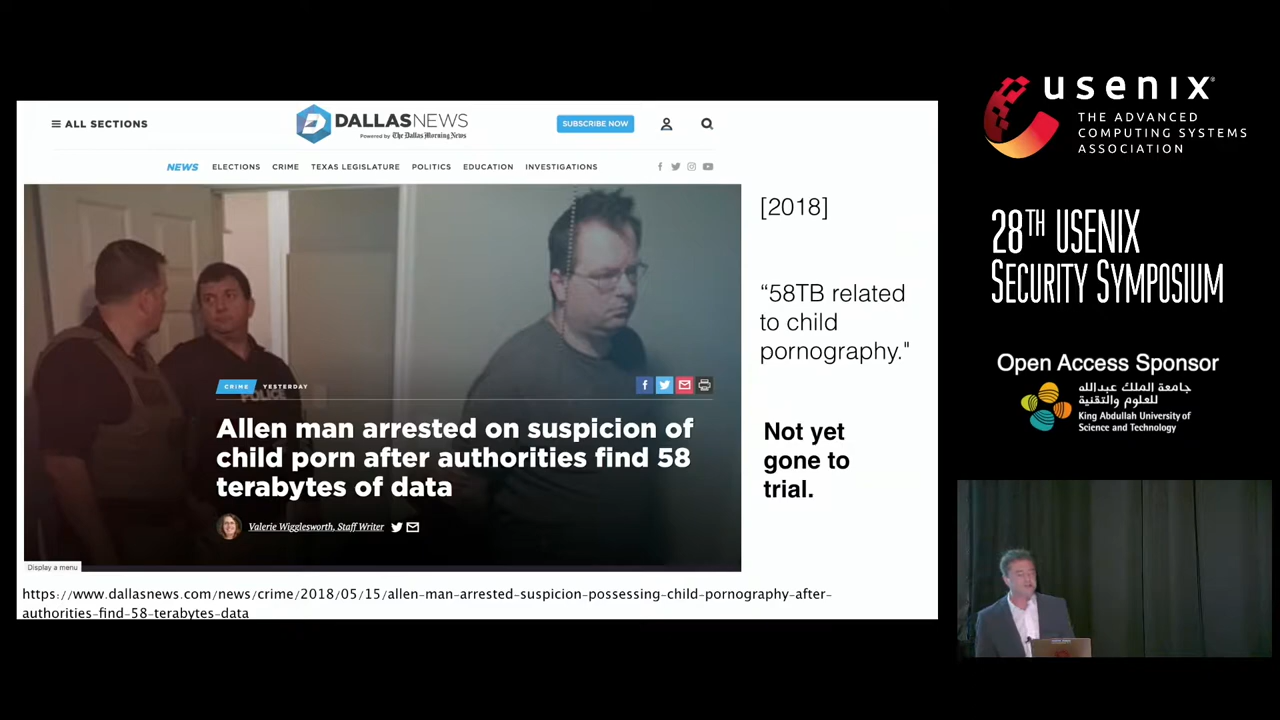 ALL SECTIONS
DALLASNEWS
Powered by The Dallas Morning News
SUBSCRIBE NOW
NEWS ELECTIONS CRIME TEXAS LEGISLATURE POLITICS EDUCATION INVESTIGATIONS
POLICE
CRIME YESTERDAY
Allen man arrested on suspicion of
child porn after authorities find 58
terabytes of data
Valerie Wigglesworth, Staff Writer
Display a menu
https://www.dallasnews.com/news/crime/2018/05/15/allen-man-arrested-suspicion-possessing-child-pornography-after-
authorities-find-58-terabytes-data
[2018]
“58TB related
to child
pornography."
Not yet
gone to
trial.
usenix
THE ADVANCED
COMPUTING SYSTEMS
ASSOCIATION
28TH USENIX
SECURITY SYMPOSIUM
Open Access Sponsor
جامعة الملك عبدالله
للعلوم والتقنية
King Abdullah University of
Science and Technology